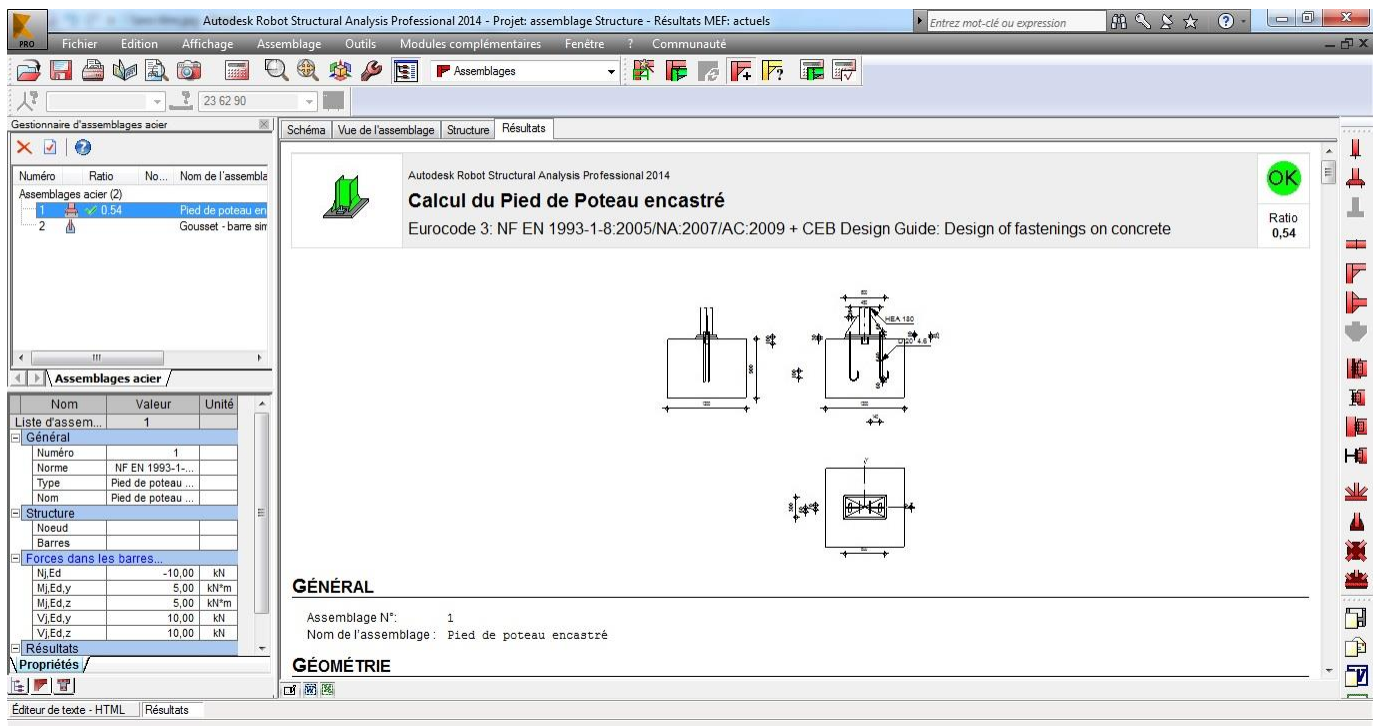 Autodesk Robot Structural Analysis Professional 2014 - Projet: assemblage Structure - Résultats MEF: actuels
Entrez mot-clé ou expression
PRO
Fichier Edition Affichage Assemblage Outils Modules complémentaires Fenêtre ? Communauté
Assemblages
23 62 90
Gestionnaire d'assemblages acier
Numéro Ratio No... Nom de l'assembla
Assemblages acier (2)
1 0.54 Pied de poteau en
2 Gousset - barre sim
Assemblages acier
Nom Valeur Unité
Liste d'assem... 1
Général
Numéro 1
Norme NF EN 1993-1-...
Type Pied de poteau ...
Nom Pied de poteau ...
Structure
Noeud
Barres
Forces dans les barres...
Nj,Ed -10,00 kN
Mj,Ed,y 5,00 kN*m
Mj,Ed,z 5,00 kN*m
Vj,Ed,y 10,00 kN
Vj,Ed,z 10,00 kN
Résultats
Propriétés
Schéma Vue de l'assemblage Structure Résultats
Autodesk Robot Structural Analysis Professional 2014
Calcul du Pied de Poteau encastré
Eurocode 3: NF EN 1993-1-8:2005/NA:2007/AC:2009 + CEB Design Guide: Design of fastenings on concrete
OK
Ratio
0,54
HEA 180
4.6
GÉNÉRAL
Assemblage N°: 1
Nom de l'assemblage : Pied de poteau encastré
GÉOMÉTRIE
Éditeur de texte - HTML Résultats